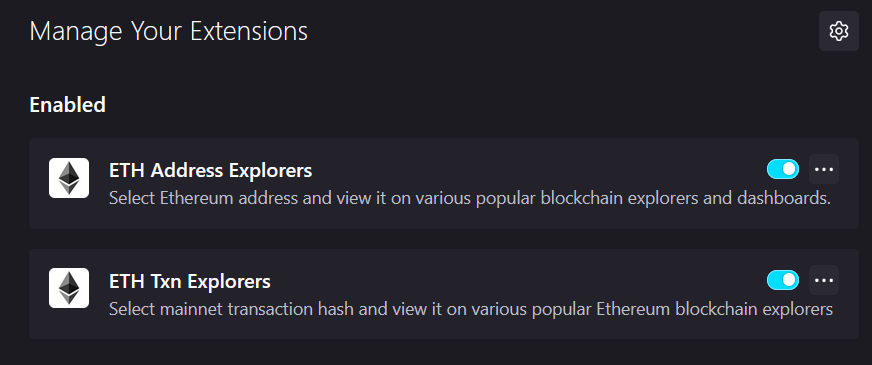 Manage Your Extensions
Enabled
ETH Address Explorers
Select Ethereum address and view it on various popular blockchain explorers and dashboards.
ETH Txn Explorers
Select mainnet transaction hash and view it on various popular Ethereum blockchain explorers